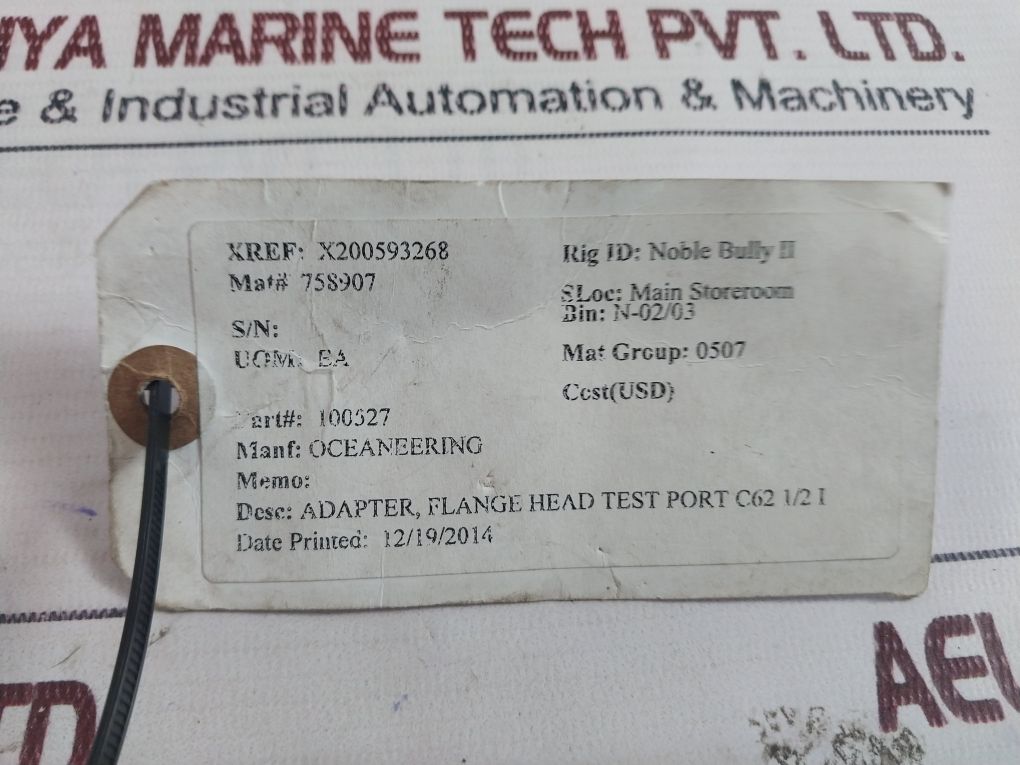 MARINE TECH PVT. LTD.
& Industrial Automation & Machinery
XREF: X200593268
Mat# 758907
S/N:
UOM: EA
Part#: 100527
Manf: OCEANEERING
Memo:
Desc: ADAPTER, FLANGE HEAD TEST PORT C62 1/2 I
Date Printed: 12/19/2014
Rig ID: Noble Bully II
SLoc: Main Storeroom
Bin: N-02/03
Mat Group: 0507
Cost(USD)